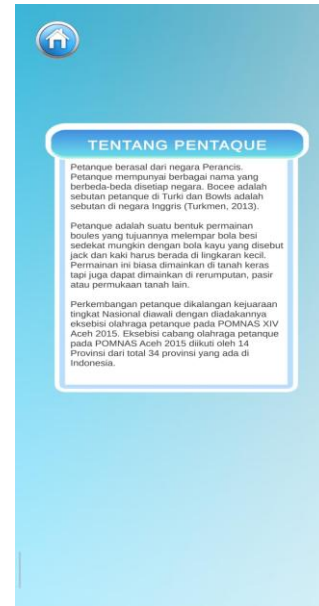 TENTANG PENTAQUE
Petanque berasal dari negara Perancis.
Petanque mempunyai berbagai nama yang
berbeda-beda disetiap negara. Bocee adalah
sebutan petanque di Turki dan Bowls adalah
sebutan di negara Inggris (Turkmen, 2013).
Petanque adalah suatu bentuk permainan
boules yang tujuannya melempar bola besi
sedekat mungkin dengan bola kayu yang disebut
jack dan kaki harus berada di lingkaran kecil.
Permainan ini biasa dimainkan di tanah keras
tapi juga dapat dimainkan di rerumputan, pasir
atau permukaan tanah lain.
Perkembangan petanque dikalangan kejuaraan
tingkat Nasional diawali dengan diadakannya
eksebisi olahraga petanque pada POMNAS XIV
Aceh 2015. Eksebisi cabang olahraga petanque
pada POMNAS Aceh 2015 diikuti oleh 14
Provinsi dari total 34 provinsi yang ada di
Indonesia.